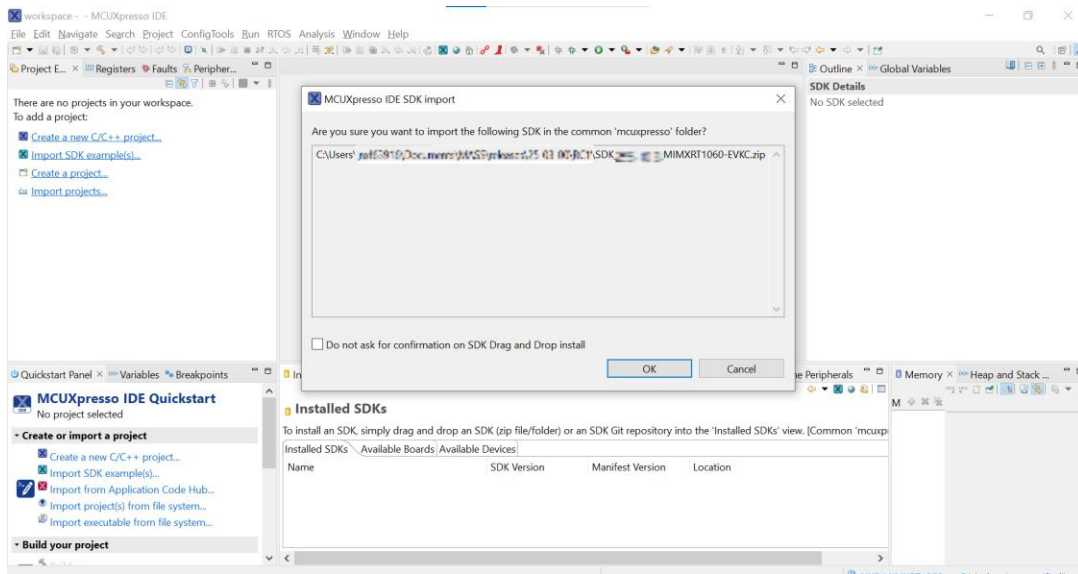 workspace - - MCUXpresso IDE
File Edit Navigate Search Project ConfigTools Run RTOS Analysis Window Help
Project E... Registers Faults Peripher...
There are no projects in your workspace.
To add a project:
Create a new C/C++ project...
Import SDK example(s)...
Create a project...
Import projects...
MCUXpresso IDE SDK import
Are you sure you want to import the following SDK in the common 'mcuxpresso' folder?
C:\Users\ \SDK MIMXRT1060-EVKC.zip
Do not ask for confirmation on SDK Drag and Drop install
OK Cancel
Outline Global Variables
SDK Details
No SDK selected
Quickstart Panel Variables Breakpoints
MCUXpresso IDE Quickstart
No project selected
Create or import a project
Create a new C/C++ project...
Import SDK example(s)...
Import from Application Code Hub...
Import project(s) from file system...
Import executable from file system...
Build your project
In
Peripherals
Installed SDKs
To install an SDK, simply drag and drop an SDK (zip file/folder) or an SDK Git repository into the 'Installed SDKs' view. [Common 'mcuxp
Installed SDKs Available Boards Available Devices
Name SDK Version Manifest Version Location
Memory Heap and Stack ...
M